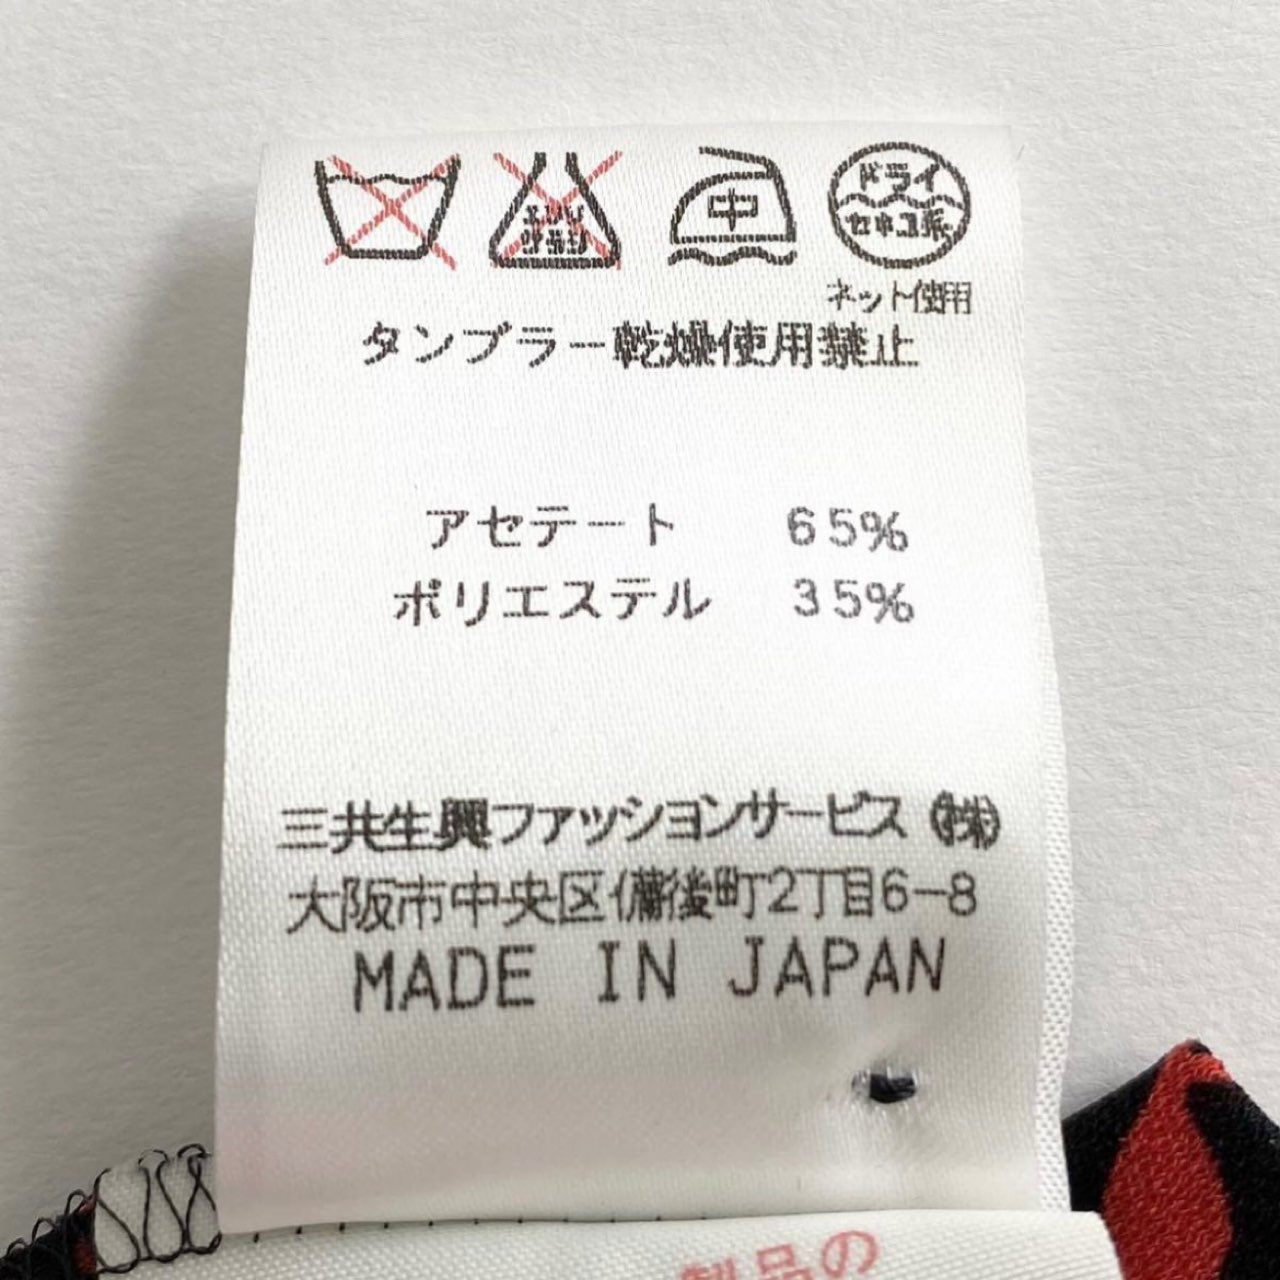 中
ドライ
セキユ系
ネット使用
タンブラー乾燥使用禁止
アセテート 65%
ポリエステル 35%
三共生興ファッションサービス(株)
大阪市中央区備後町2丁目6-8
MADE IN JAPAN
製品の